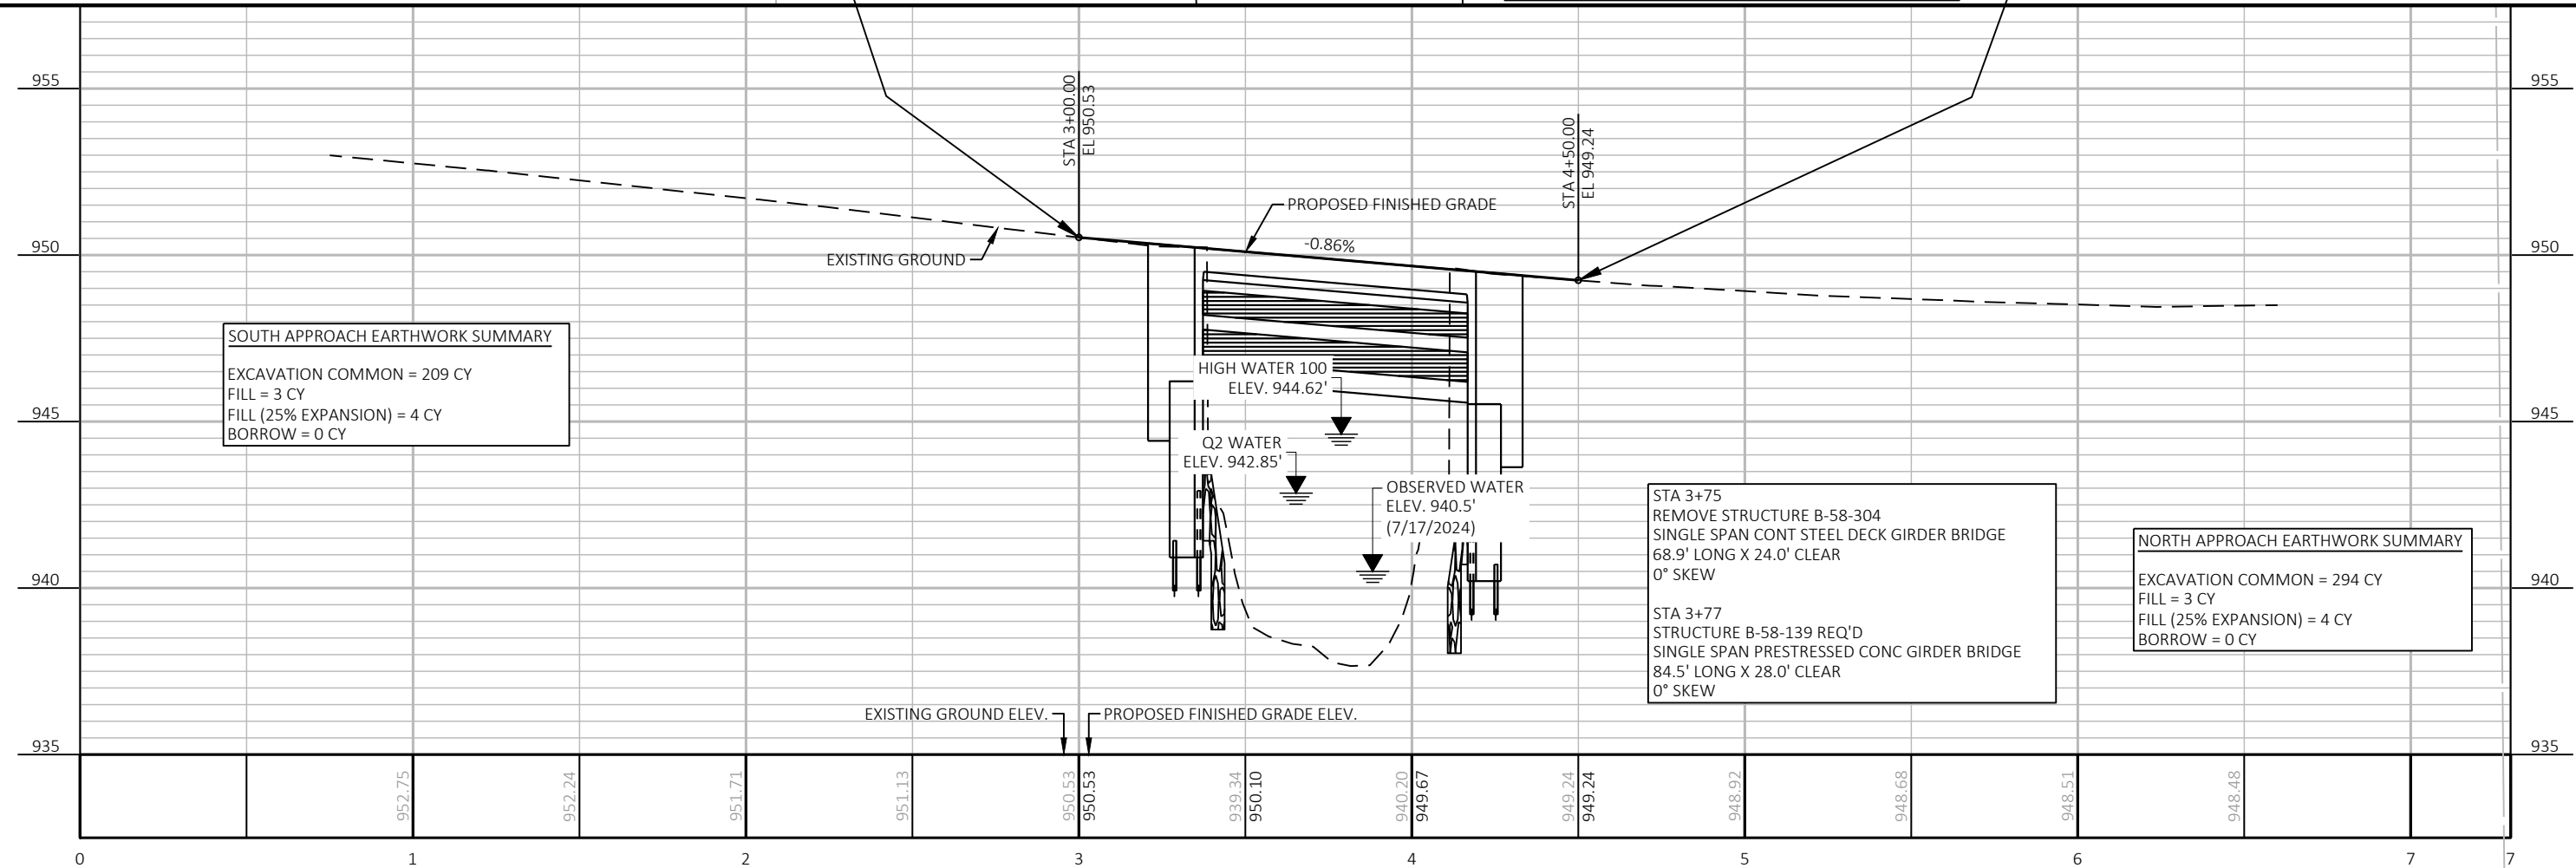 955
955
STA 3+00.00
EL 950.53
STA 4+50.00
EL 949.24
PROPOSED FINISHED GRADE
-0.86%
950
950
EXISTING GROUND
SOUTH APPROACH EARTHWORK SUMMARY
EXCAVATION COMMON = 209 CY
FILL = 3 CY
FILL (25% EXPANSION) = 4 CY
BORROW = 0 CY
HIGH WATER 100
ELEV. 944.62'
945
945
Q2 WATER
ELEV. 942.85'
OBSERVED WATER
ELEV. 940.5'
(7/17/2024)
STA 3+75
REMOVE STRUCTURE B-58-304
SINGLE SPAN CONT STEEL DECK GIRDER BRIDGE
68.9' LONG X 24.0' CLEAR
0° SKEW
STA 3+77
STRUCTURE B-58-139 REQ'D
SINGLE SPAN PRESTRESSED CONC GIRDER BRIDGE
84.5' LONG X 28.0' CLEAR
0° SKEW
NORTH APPROACH EARTHWORK SUMMARY
EXCAVATION COMMON = 294 CY
FILL = 3 CY
FILL (25% EXPANSION) = 4 CY
BORROW = 0 CY
940
940
EXISTING GROUND ELEV.
PROPOSED FINISHED GRADE ELEV.
935
935
952.75
952.24
951.71
951.13
950.53
950.53
939.34
950.10
940.20
949.67
949.24
949.24
948.92
948.68
948.51
948.48
0
1
2
3
4
5
6
7
7